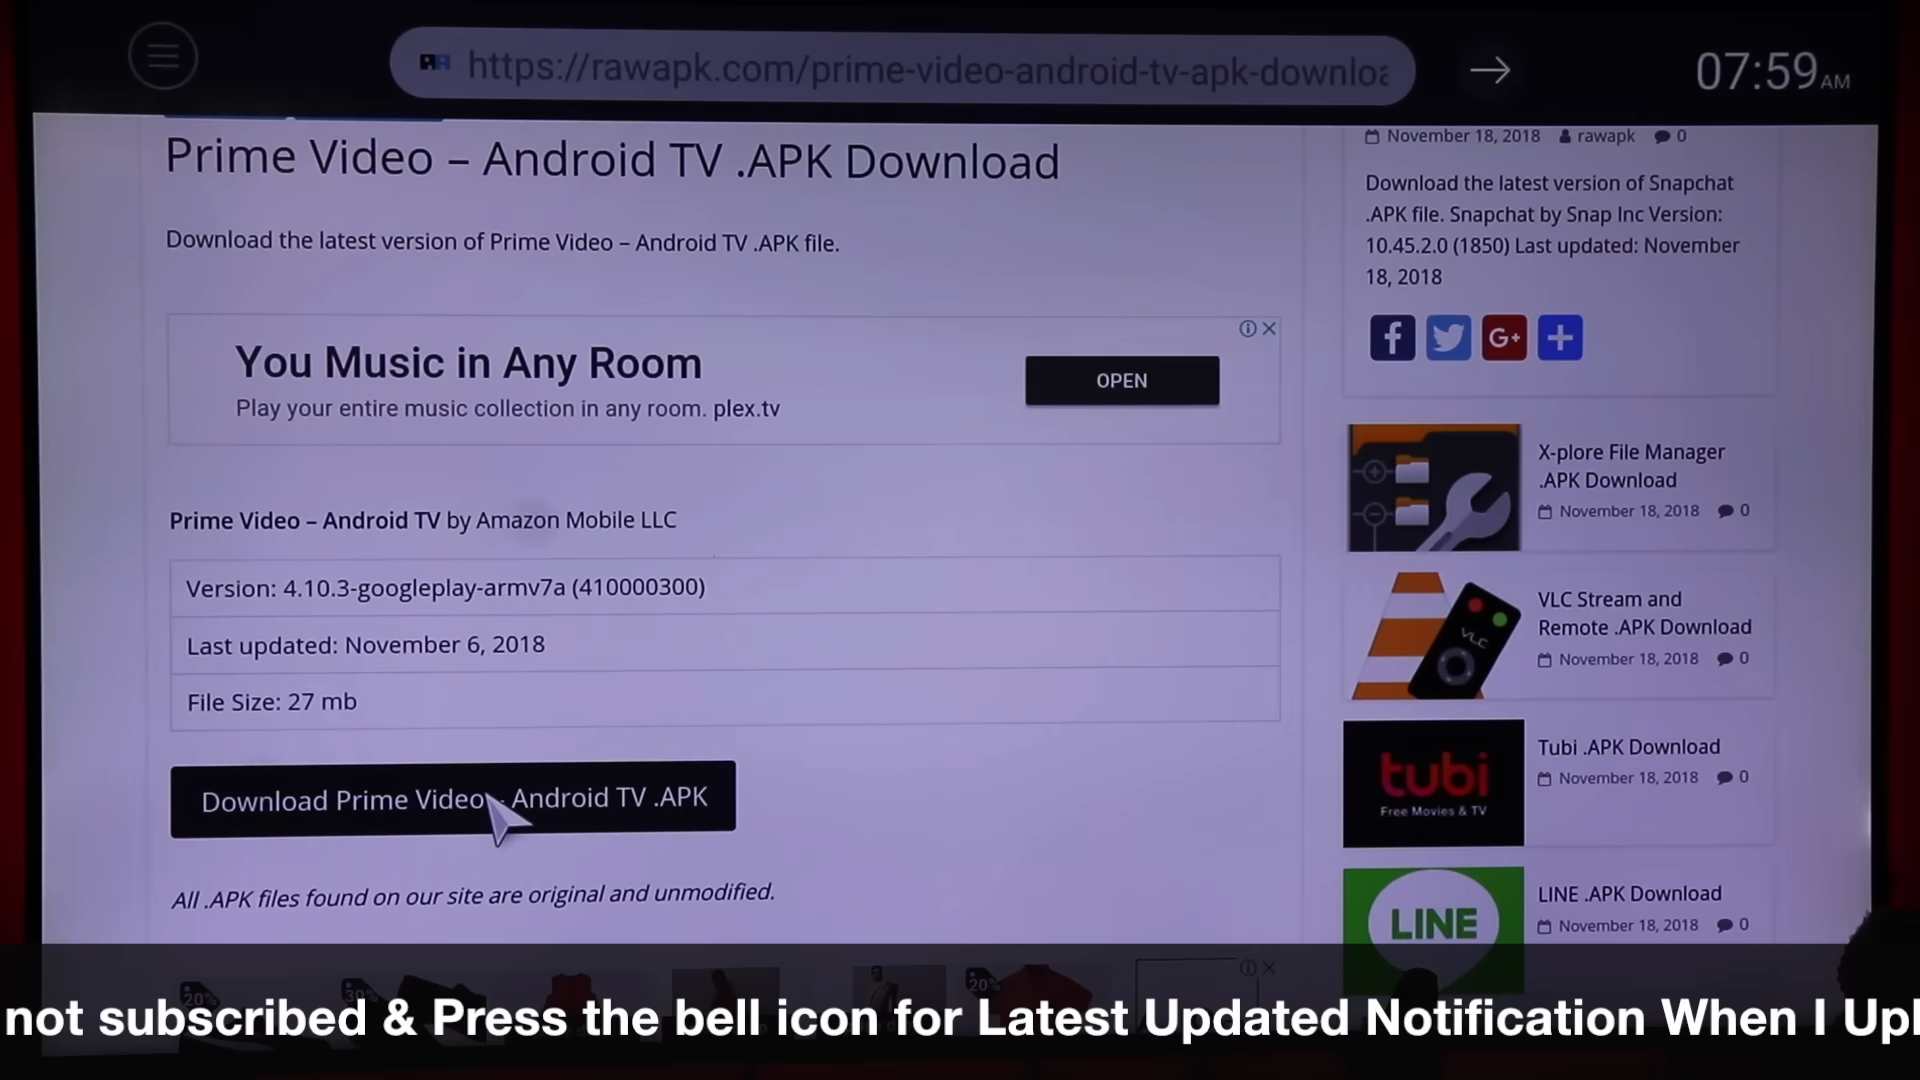 https://rawapk.com/prime-video-android-tv-apk-downloa
07:59 AM
Prime Video – Android TV .APK Download
Download the latest version of Prime Video – Android TV .APK file.
You Music in Any Room
Play your entire music collection in any room. plex.tv
OPEN
Prime Video – Android TV by Amazon Mobile LLC
Version: 4.10.3-googleplay-armv7a (410000300)
Last updated: November 6, 2018
File Size: 27 mb
Download Prime Video - Android TV .APK
All .APK files found on our site are original and unmodified.
November 18, 2018 rawapk 0
Download the latest version of Snapchat
.APK file. Snapchat by Snap Inc Version:
10.45.2.0 (1850) Last updated: November
18, 2018
f G+ +
X-plore File Manager
.APK Download
November 18, 2018 0
VLC
VLC Stream and
Remote .APK Download
November 18, 2018 0
tubi
Free Movies & TV
Tubi .APK Download
November 18, 2018 0
LINE
LINE .APK Download
November 18, 2018 0
20% 30% 20%
not subscribed & Press the bell icon for Latest Updated Notification When I Upl